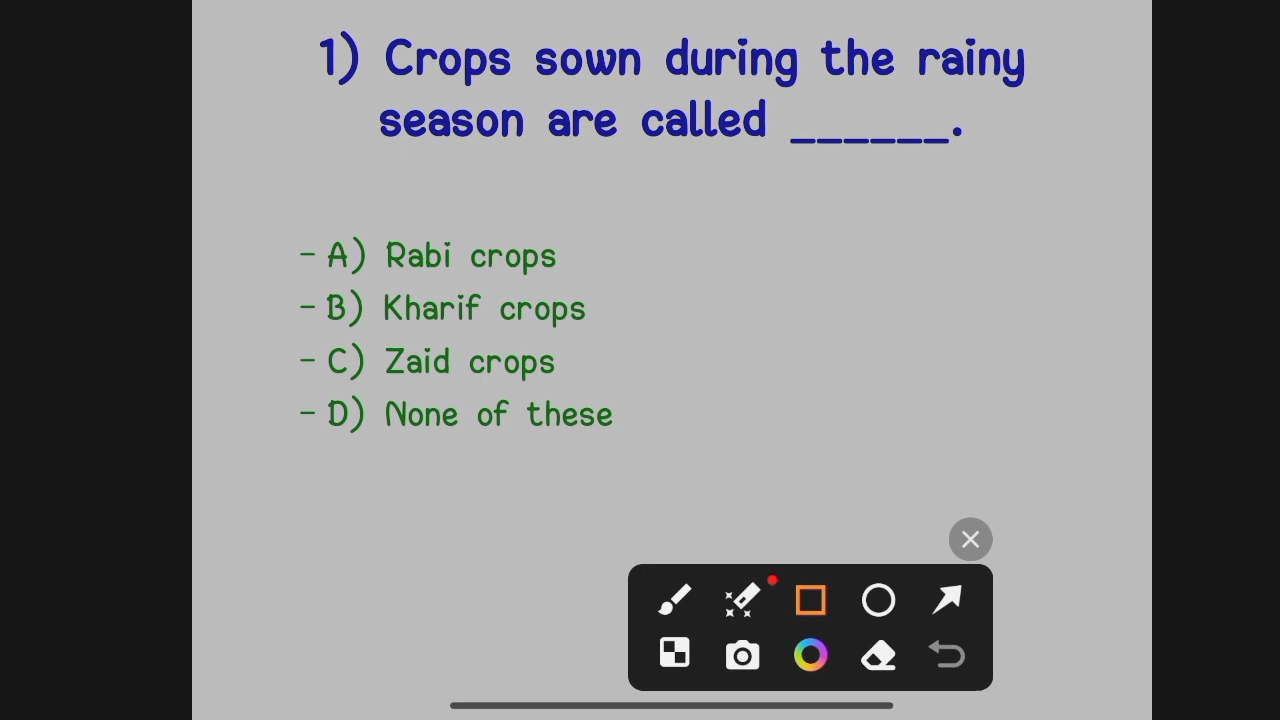 1) Crops sown during the rainy
season are called ______.
- A) Rabi crops
- B) Kharif crops
- C) Zaid crops
- D) None of these